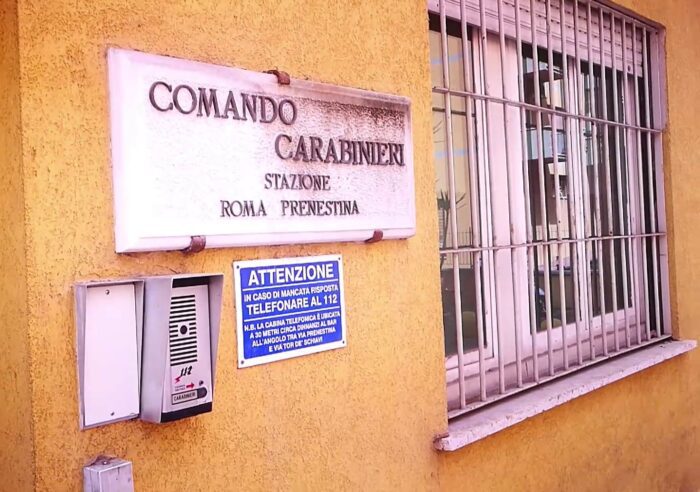 COMANDO
CARABINIERI
STAZIONE
ROMA PRENESTINA
ATTENZIONE
IN CASO DI MANCATA RISPOSTA
TELEFONARE AL 112
N.B. LA CABINA TELEFONICA È UBICATA
A 30 METRI CIRCA DINNANZI AL BAR
ALL'ANGOLO TRA VIA PRENESTINA
E VIA TOR DE' SCHIAVI
112
CARABINIERI